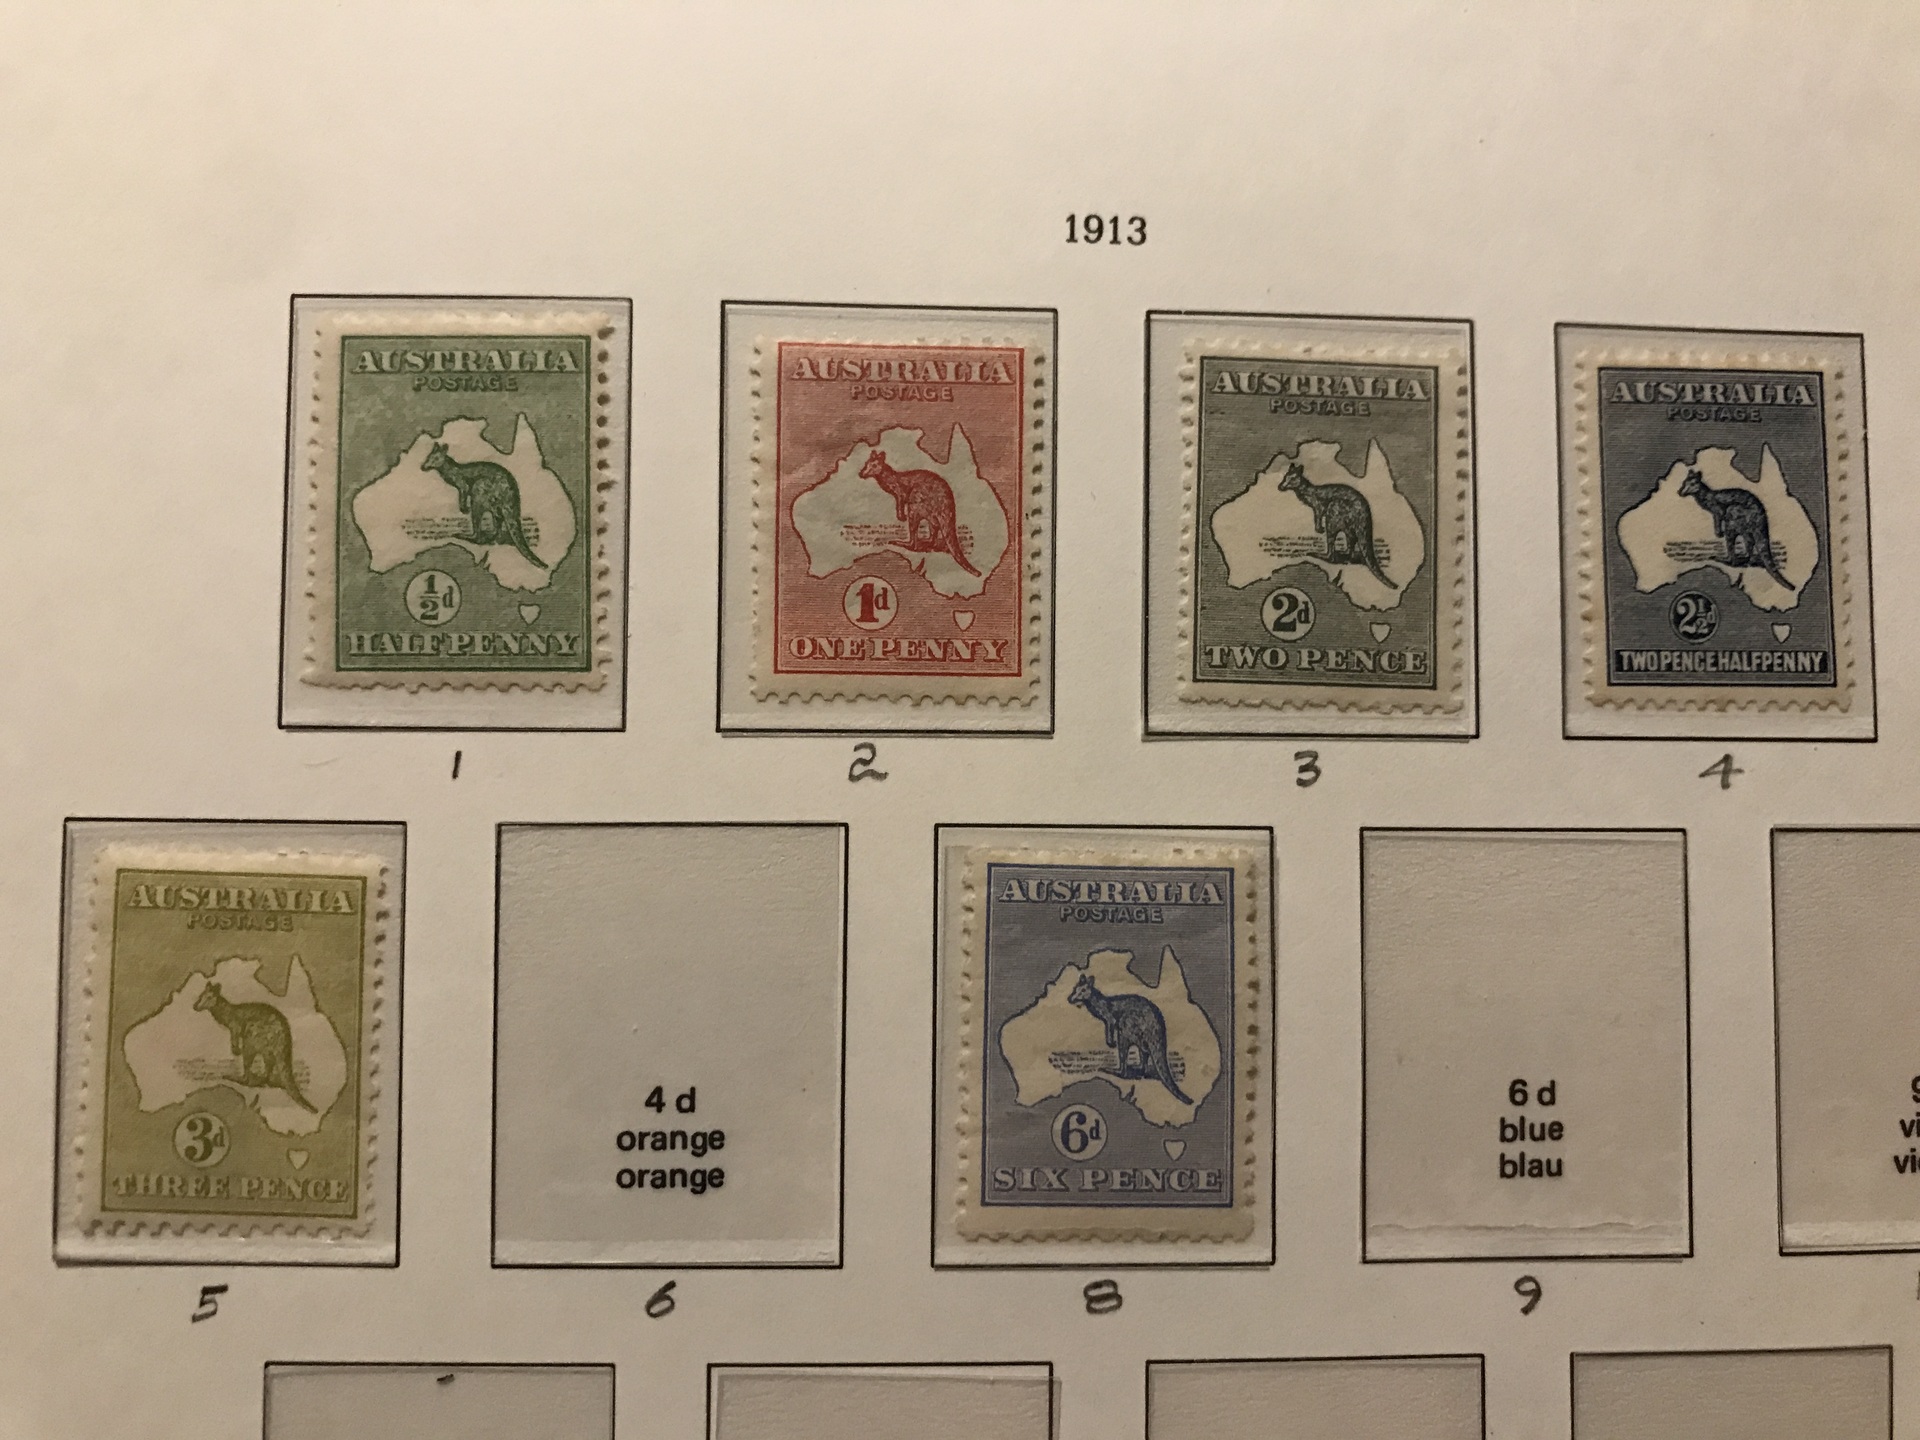 1913
AUSTRALIA
POSTAGE
½d
HALFPENNY
AUSTRALIA
POSTAGE
1d
ONE PENNY
AUSTRALIA
POSTAGE
2d
TWO PENCE
AUSTRALIA
POSTAGE
2½d
TWO PENCE HALFPENNY
1
2
3
4
AUSTRALIA
POSTAGE
3d
THREE PENCE
4 d
orange
orange
AUSTRALIA
POSTAGE
6d
SIX PENCE
6 d
blue
blau
5
6
8
9